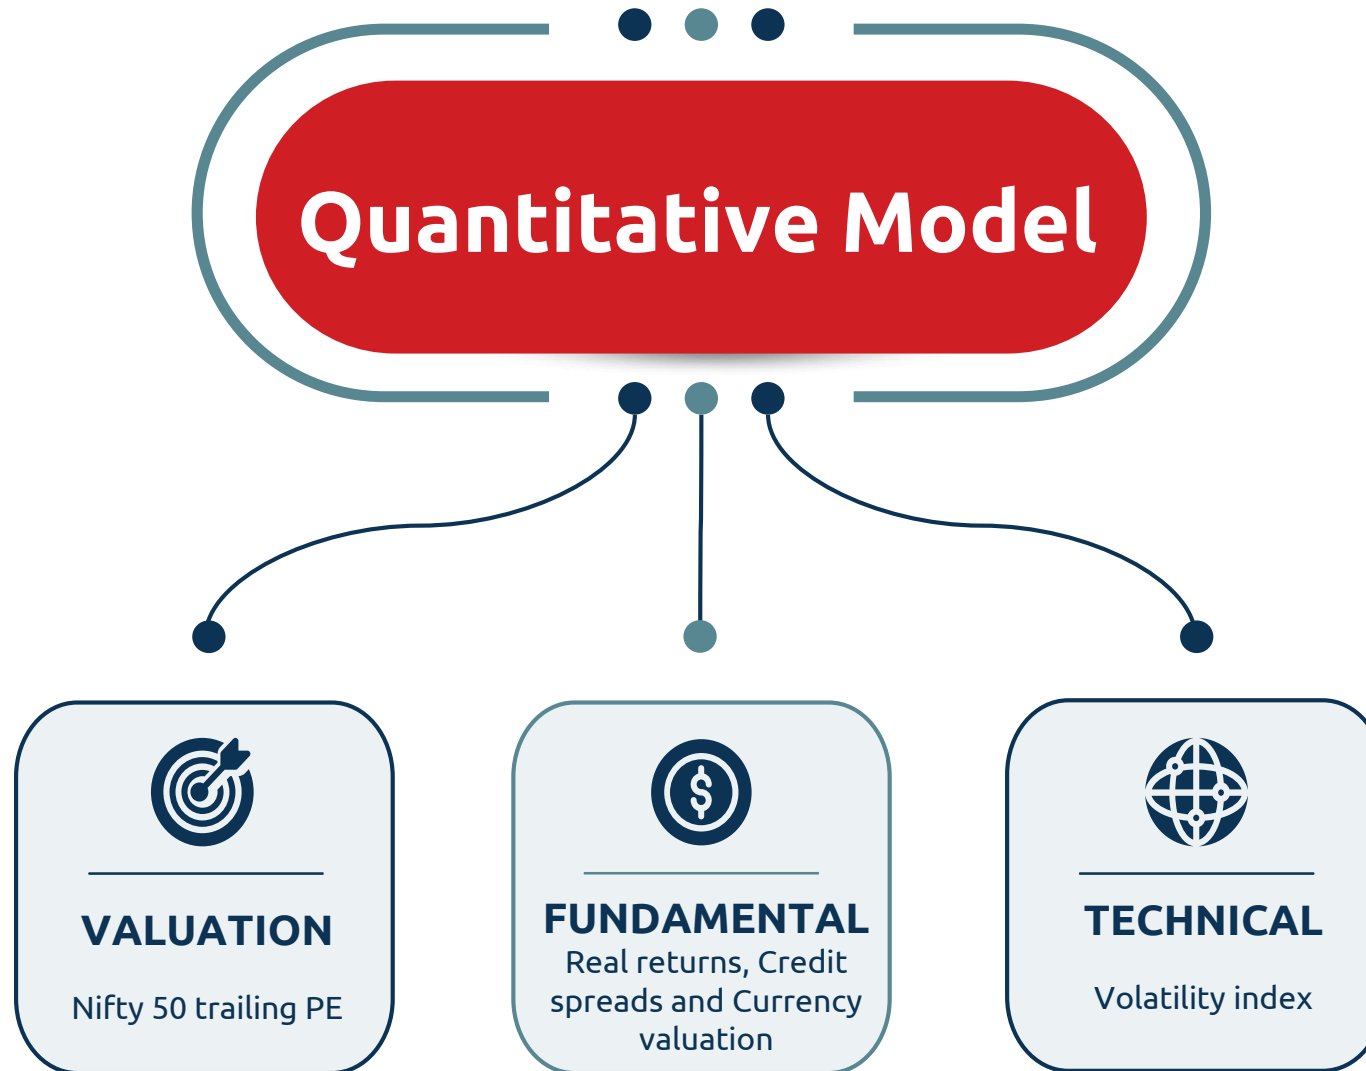 Quantitative Model
VALUATION
Nifty 50 trailing PE
FUNDAMENTAL
Real returns, Credit
spreads and Currency
valuation
TECHNICAL
Volatility index